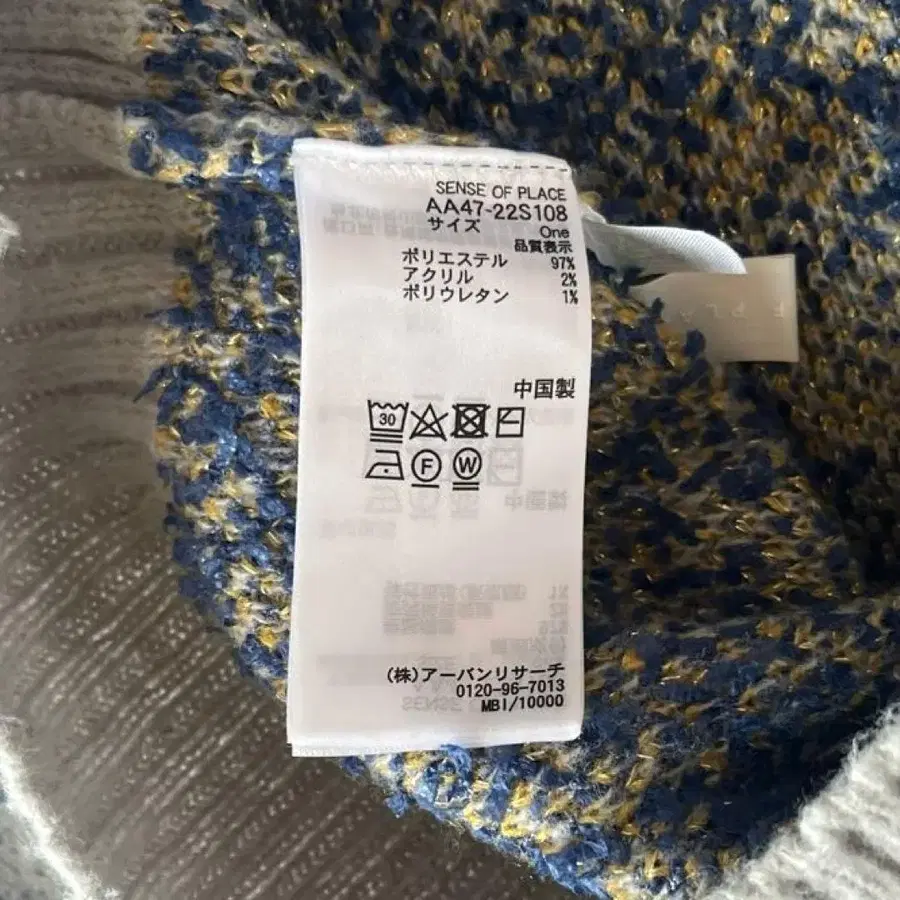 SENSE OF PLACE
AA47-22S108
サイズ One
品質表示
ポリエステル 97%
アクリル 2%
ポリウレタン 1%
中国製
30
F W
(株)アーバンリサーチ
0120-96-7013
MBI/10000
F PLA